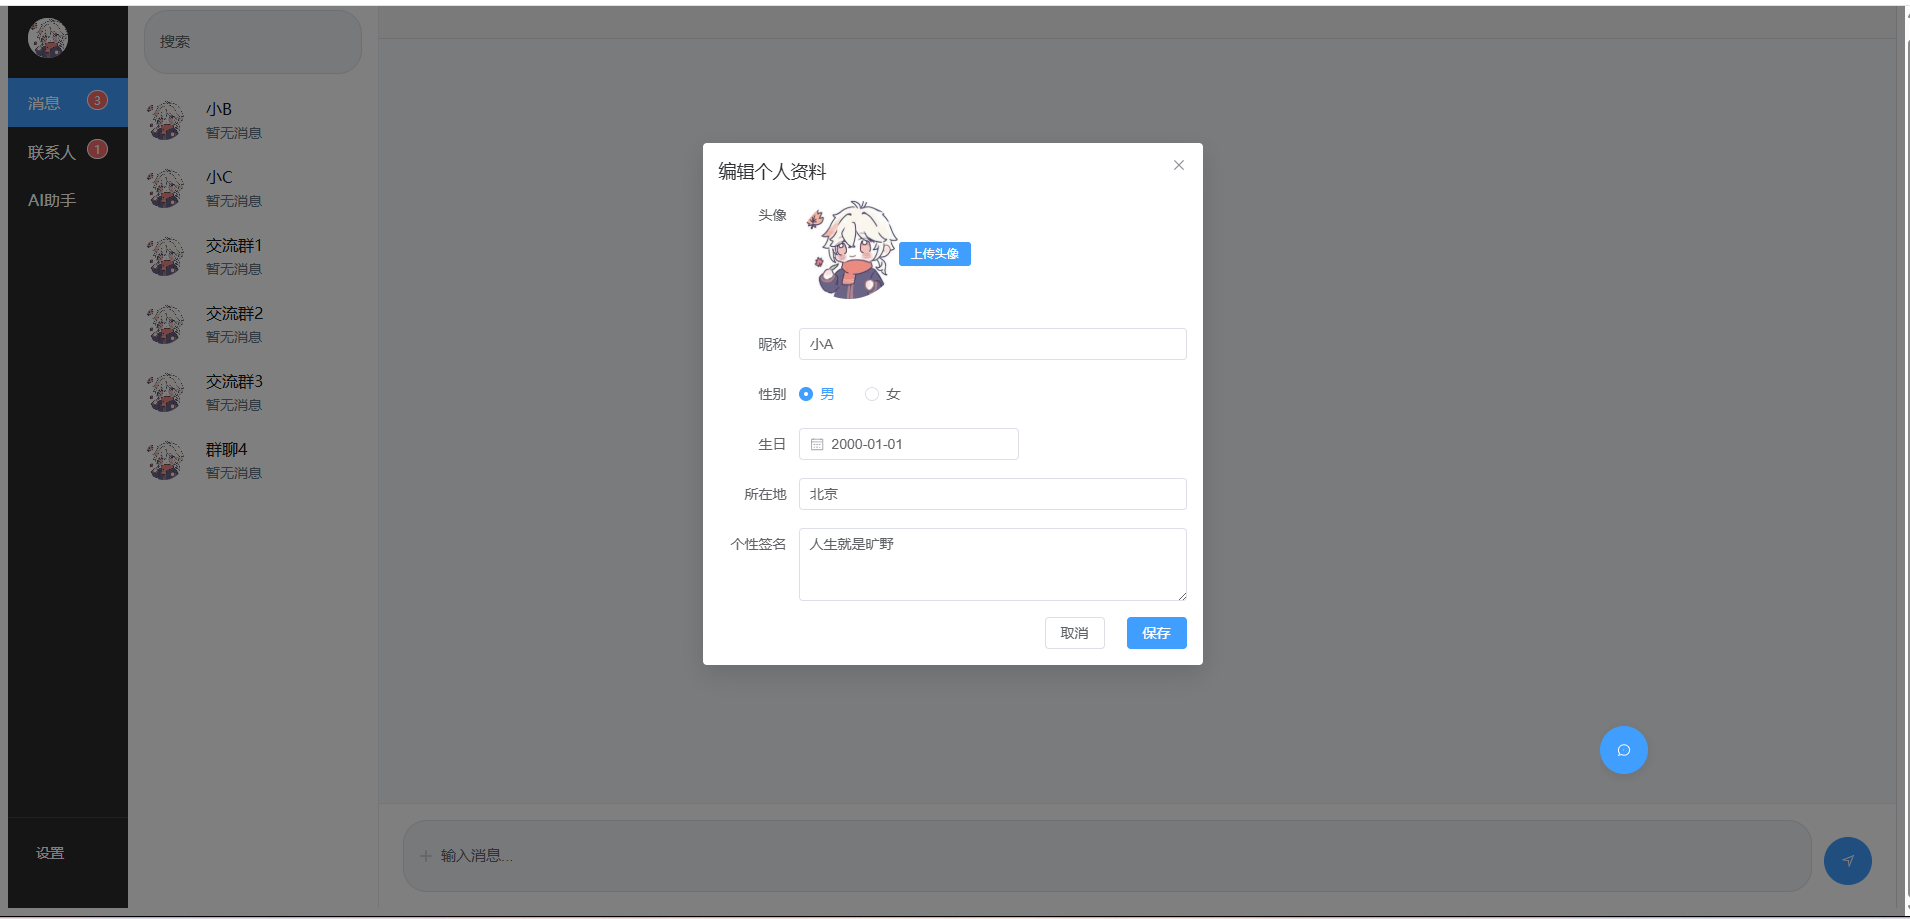 消息 3
联系人 1
AI助手
设置
搜索
小B
暂无消息
小C
暂无消息
交流群1
暂无消息
交流群2
暂无消息
交流群3
暂无消息
群聊4
暂无消息
编辑个人资料
头像
上传头像
昵称 小A
性别 男 女
生日 2000-01-01
所在地 北京
个性签名 人生就是旷野
取消 保存
输入消息...